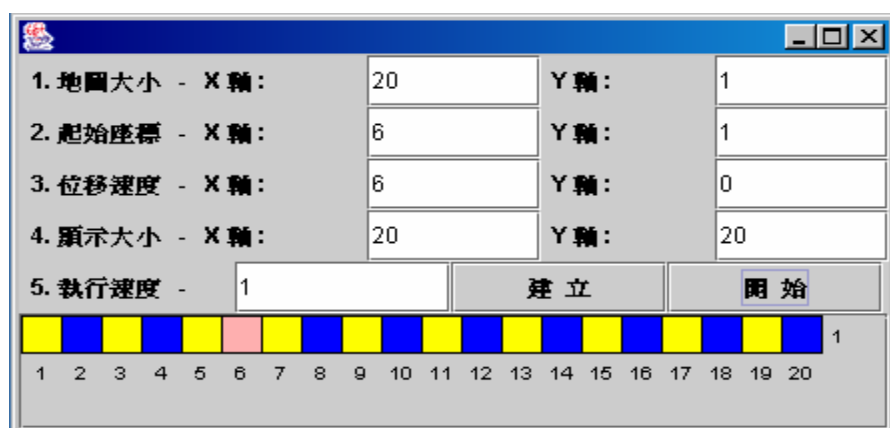 1. 地圖大小 - X 軸: 20 Y 軸: 1
2. 起始座標 - X 軸: 6 Y 軸: 1
3. 位移速度 - X 軸: 6 Y 軸: 0
4. 顯示大小 - X 軸: 20 Y 軸: 20
5. 執行速度 - 1 建 立 開 始
1
1 2 3 4 5 6 7 8 9 10 11 12 13 14 15 16 17 18 19 20